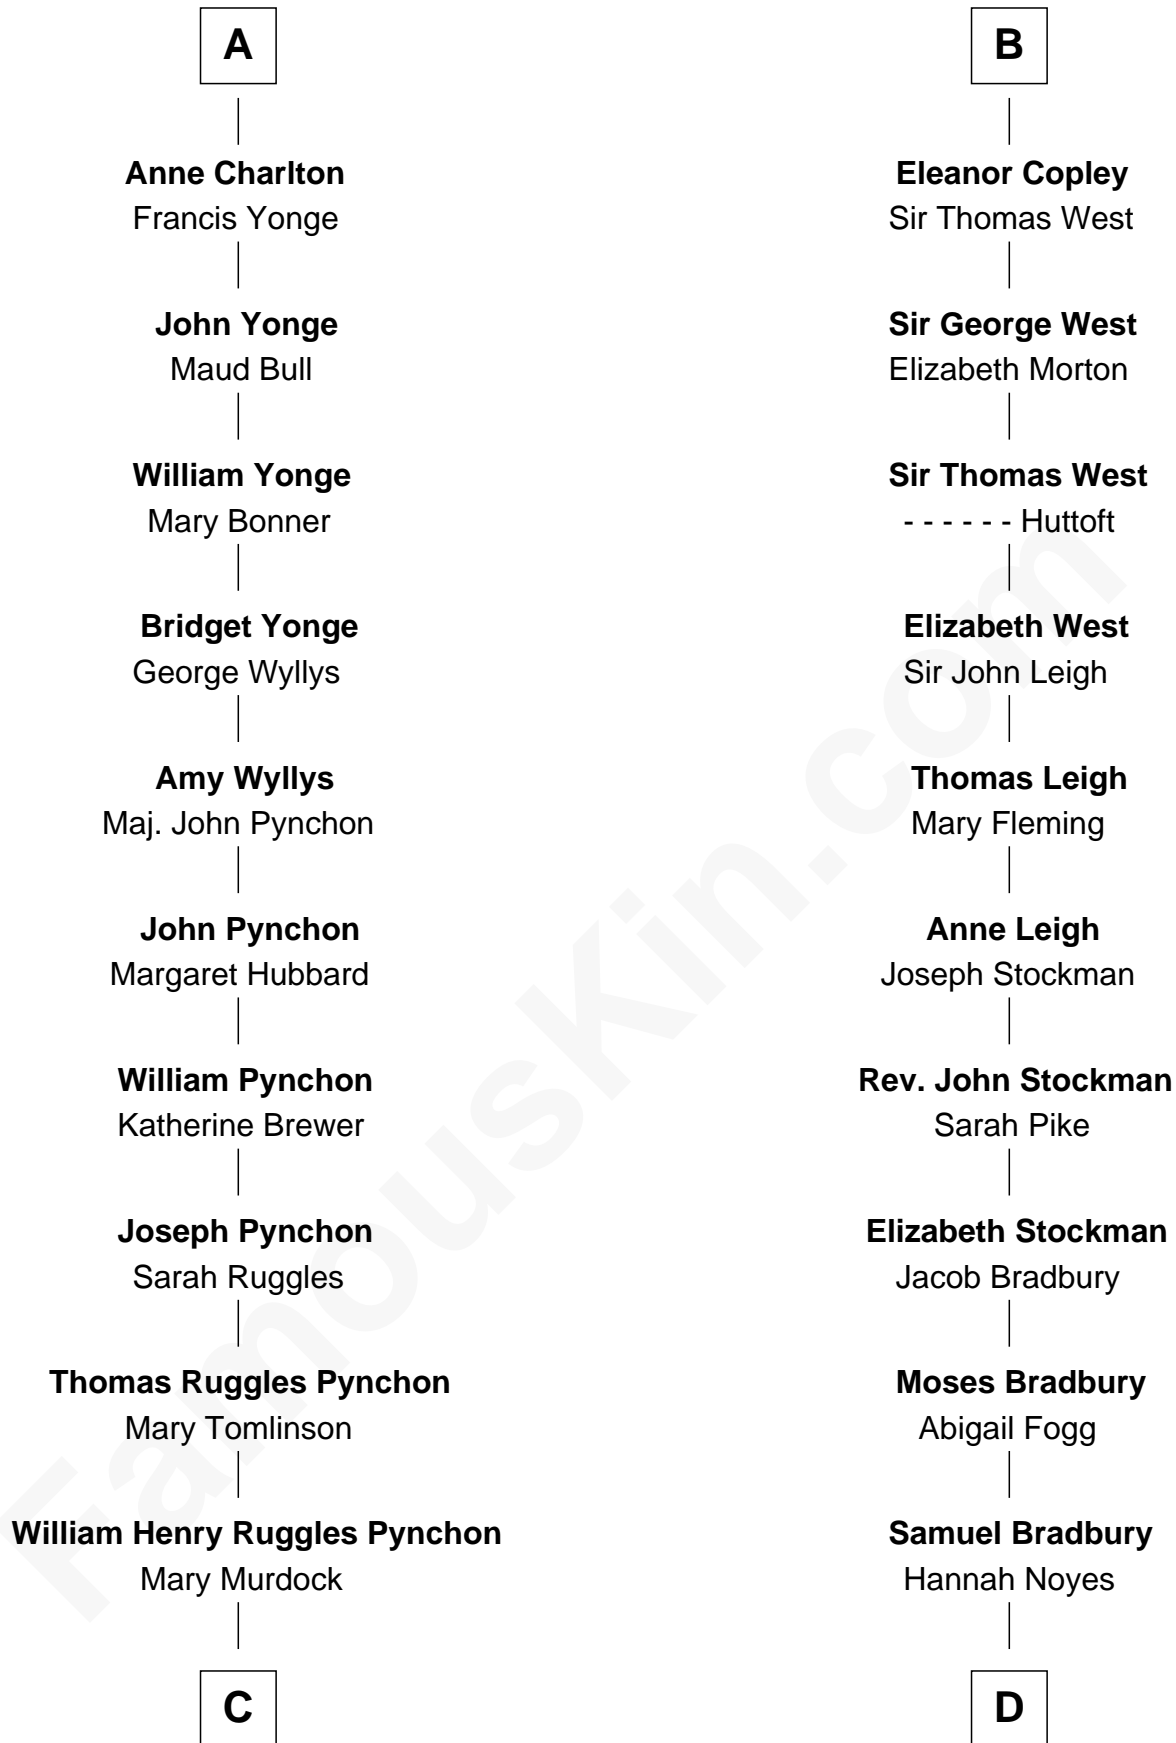 A
Anne Charlton
Francis Yonge
John Yonge
Maud Bull
William Yonge
Mary Bonner
Bridget Yonge
George Wyllys
Amy Wyllys
Maj. John Pynchon
John Pynchon
Margaret Hubbard
William Pynchon
Katherine Brewer
Joseph Pynchon
Sarah Ruggles
Thomas Ruggles Pynchon
Mary Tomlinson
William Henry Ruggles Pynchon
Mary Murdock
C
B
Eleanor Copley
Sir Thomas West
Sir George West
Elizabeth Morton
Sir Thomas West
- - - - - - Huttoft
Elizabeth West
Sir John Leigh
Thomas Leigh
Mary Fleming
Anne Leigh
Joseph Stockman
Rev. John Stockman
Sarah Pike
Elizabeth Stockman
Jacob Bradbury
Moses Bradbury
Abigail Fogg
Samuel Bradbury
Hannah Noyes
D
FamousKin.com